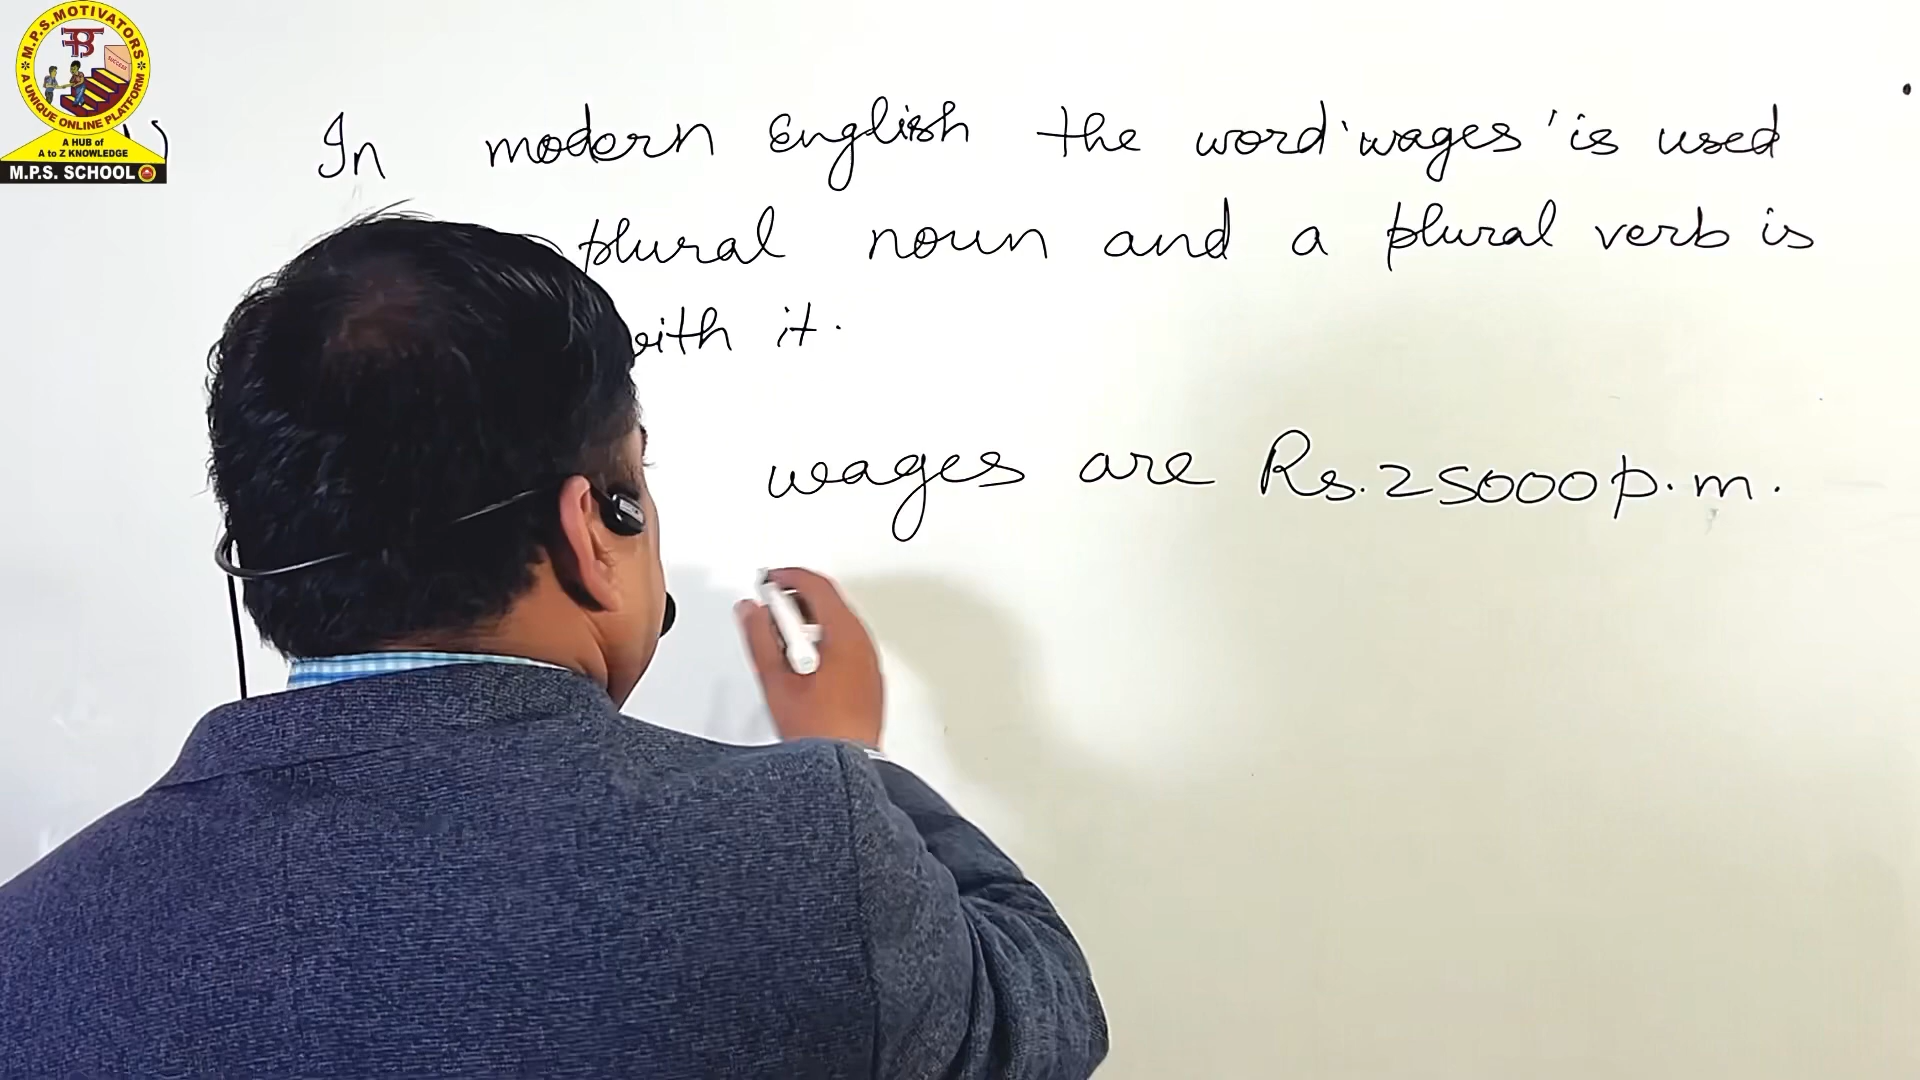 M.P.S. MOTIVATORS
SUCCESS
A UNIQUE ONLINE PLATFORM
A HUB of
A to Z KNOWLEDGE
M.P.S. SCHOOL
In modern English the word 'wages' is used
plural noun and a plural verb is
with it.
wages are Rs. 25000 p.m.